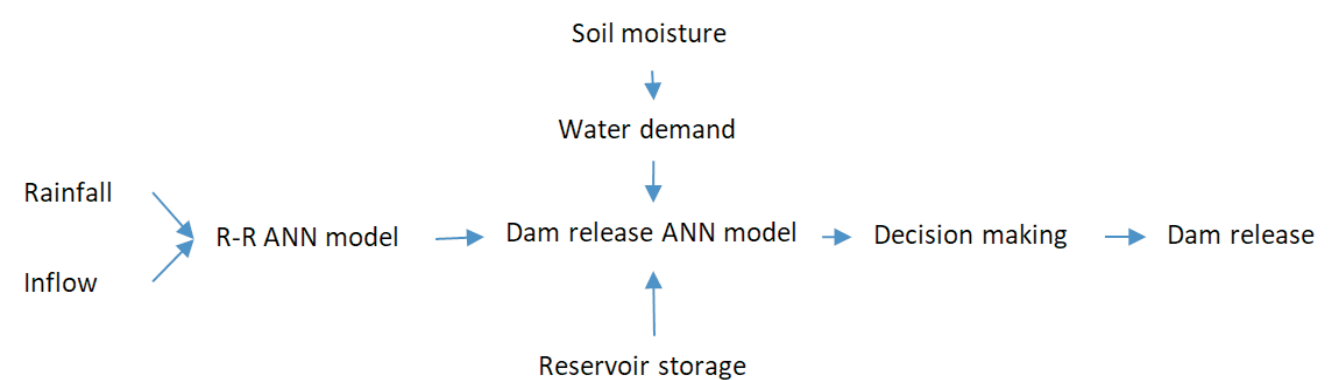 Soil moisture
Water demand
Rainfall
R-R ANN model
Dam release ANN model
Decision making
Dam release
Inflow
Reservoir storage